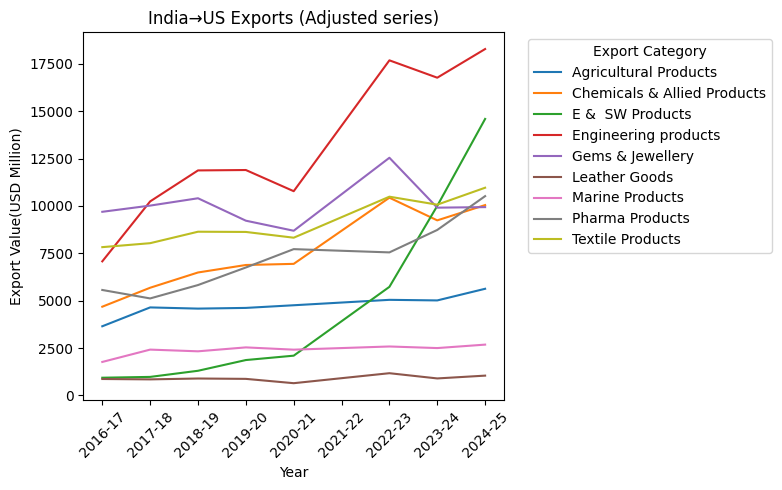 India→US Exports (Adjusted series)
Export Value(USD Million)
17500
15000
12500
10000
7500
5000
2500
0
2016-17
2017-18
2018-19
2019-20
2020-21
2021-22
2022-23
2023-24
2024-25
Year
Export Category
Agricultural Products
Chemicals & Allied Products
E &  SW Products
Engineering products
Gems & Jewellery
Leather Goods
Marine Products
Pharma Products
Textile Products